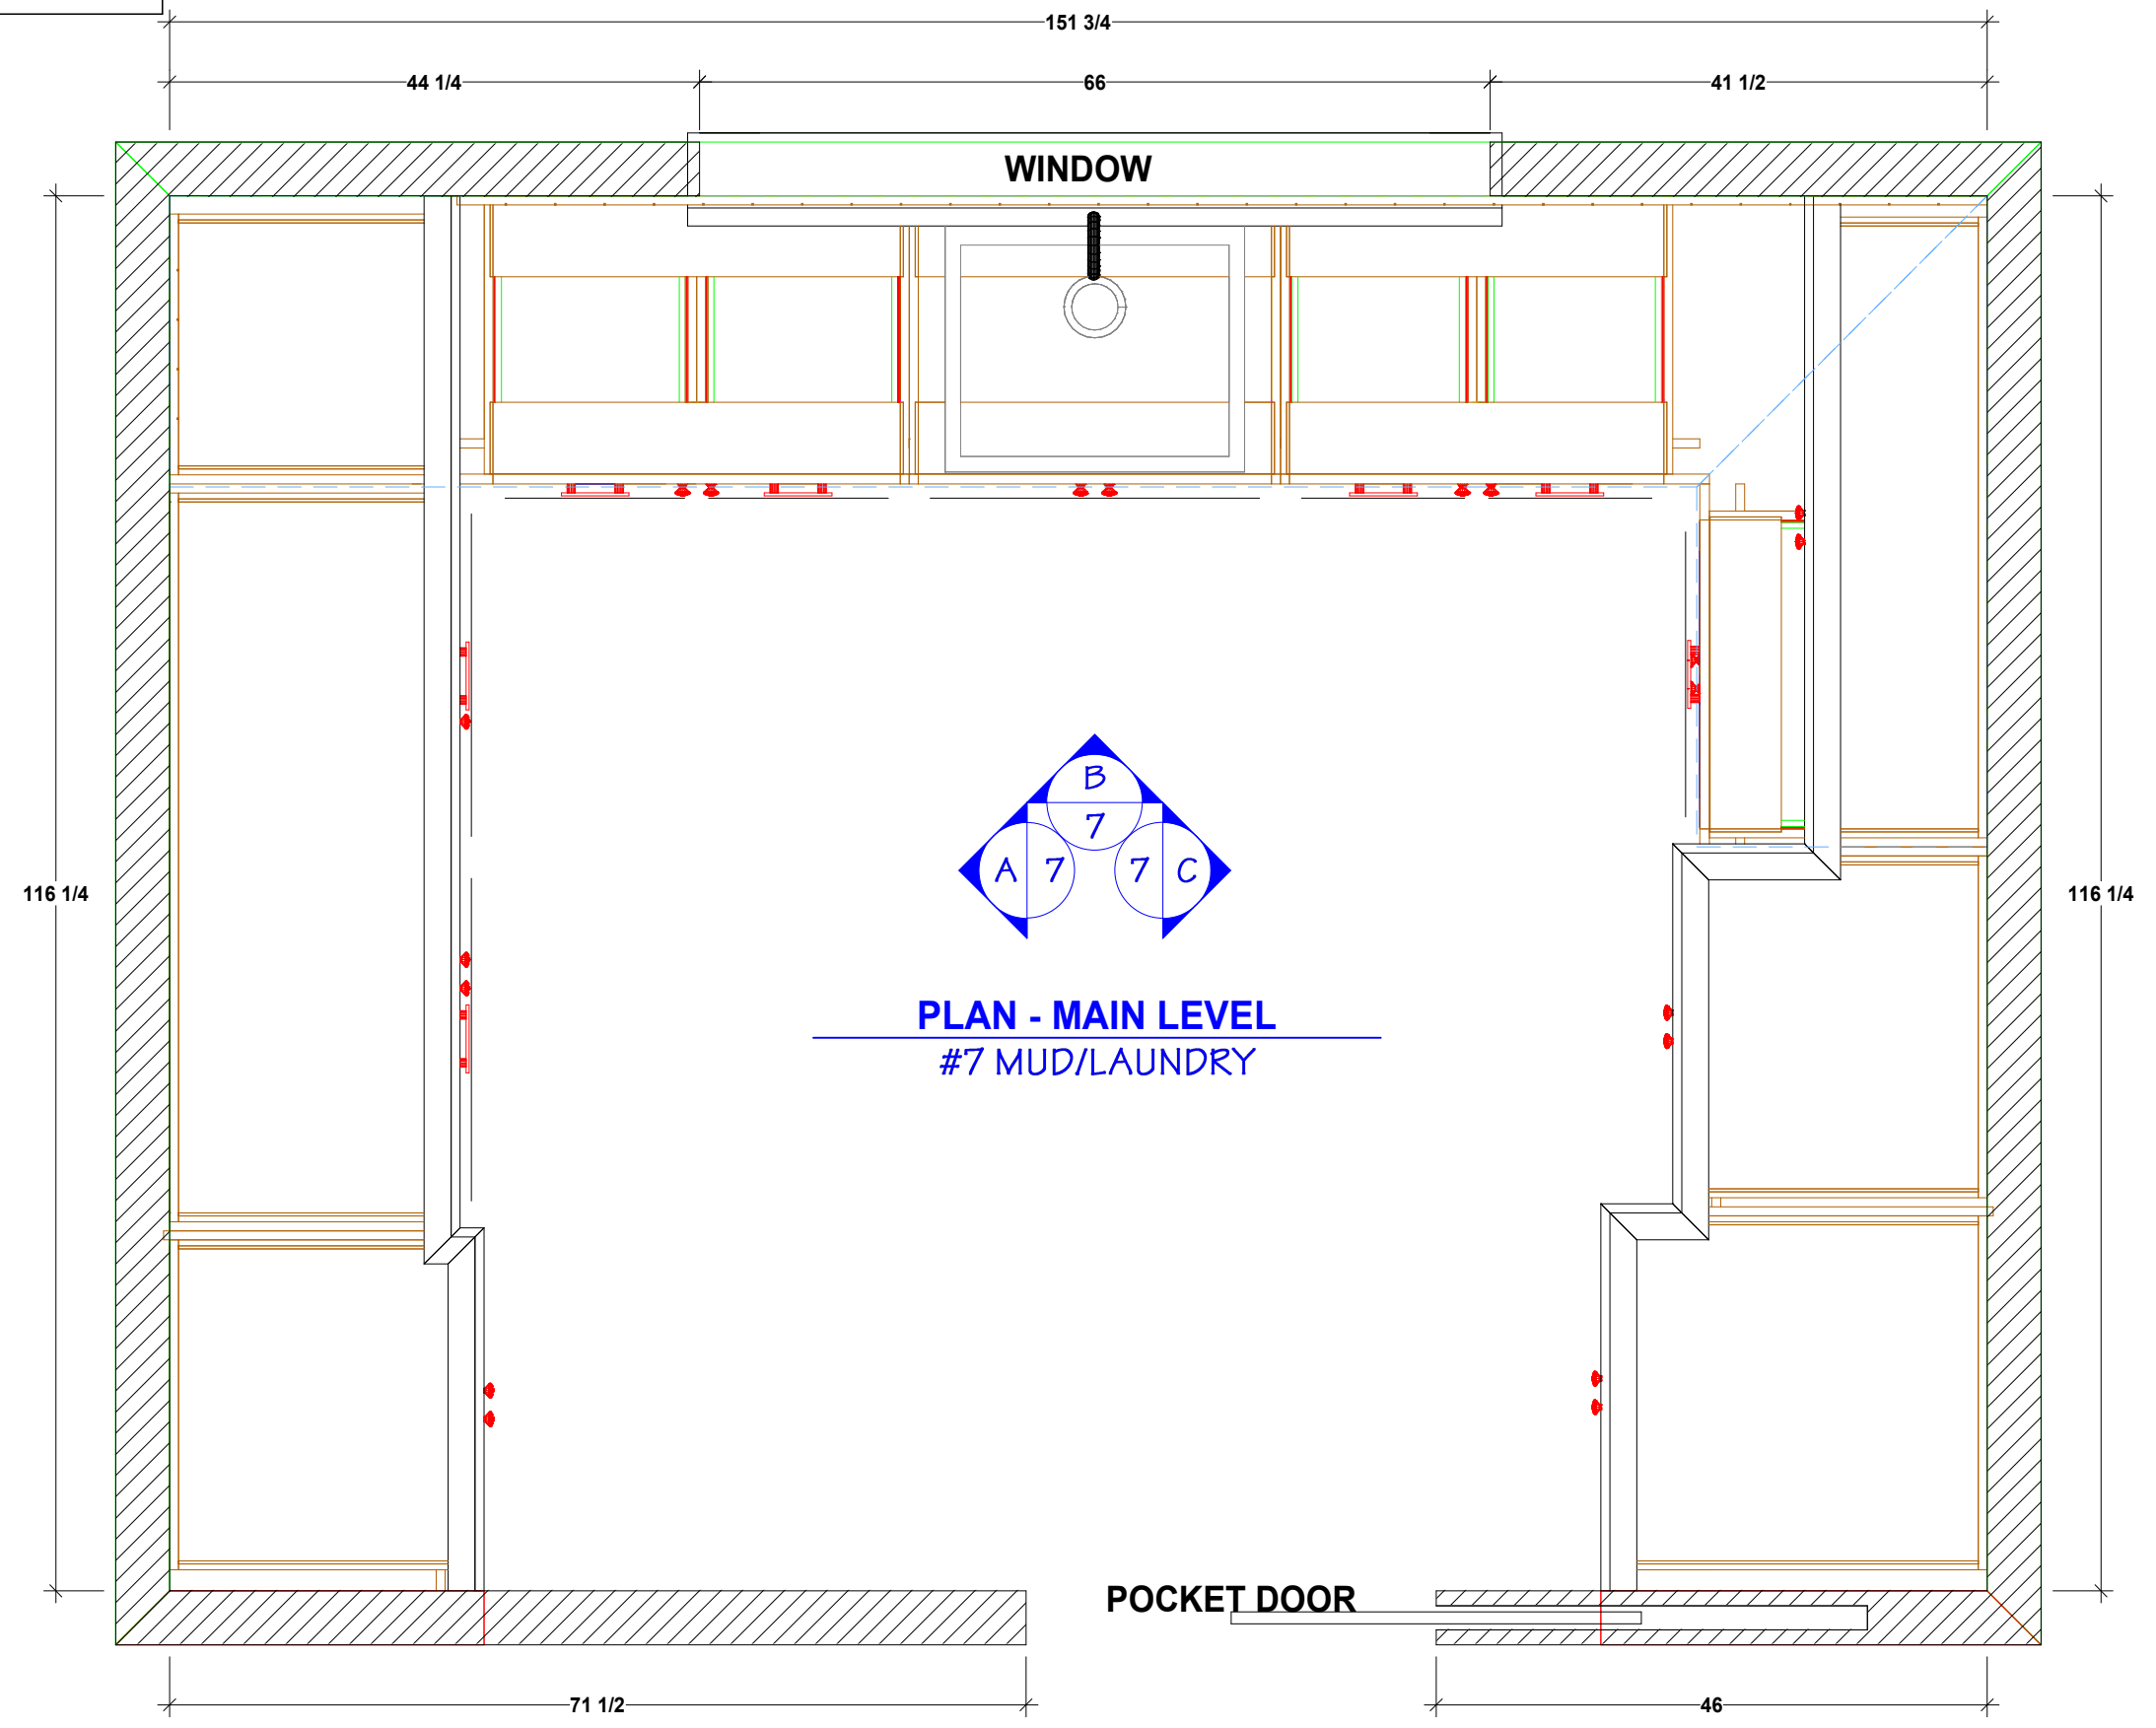 151 3/4
44 1/4 66 41 1/2
WINDOW
B
7
A 7 7 C
116 1/4 116 1/4
PLAN - MAIN LEVEL
#7 MUD/LAUNDRY
POCKET DOOR
71 1/2 46